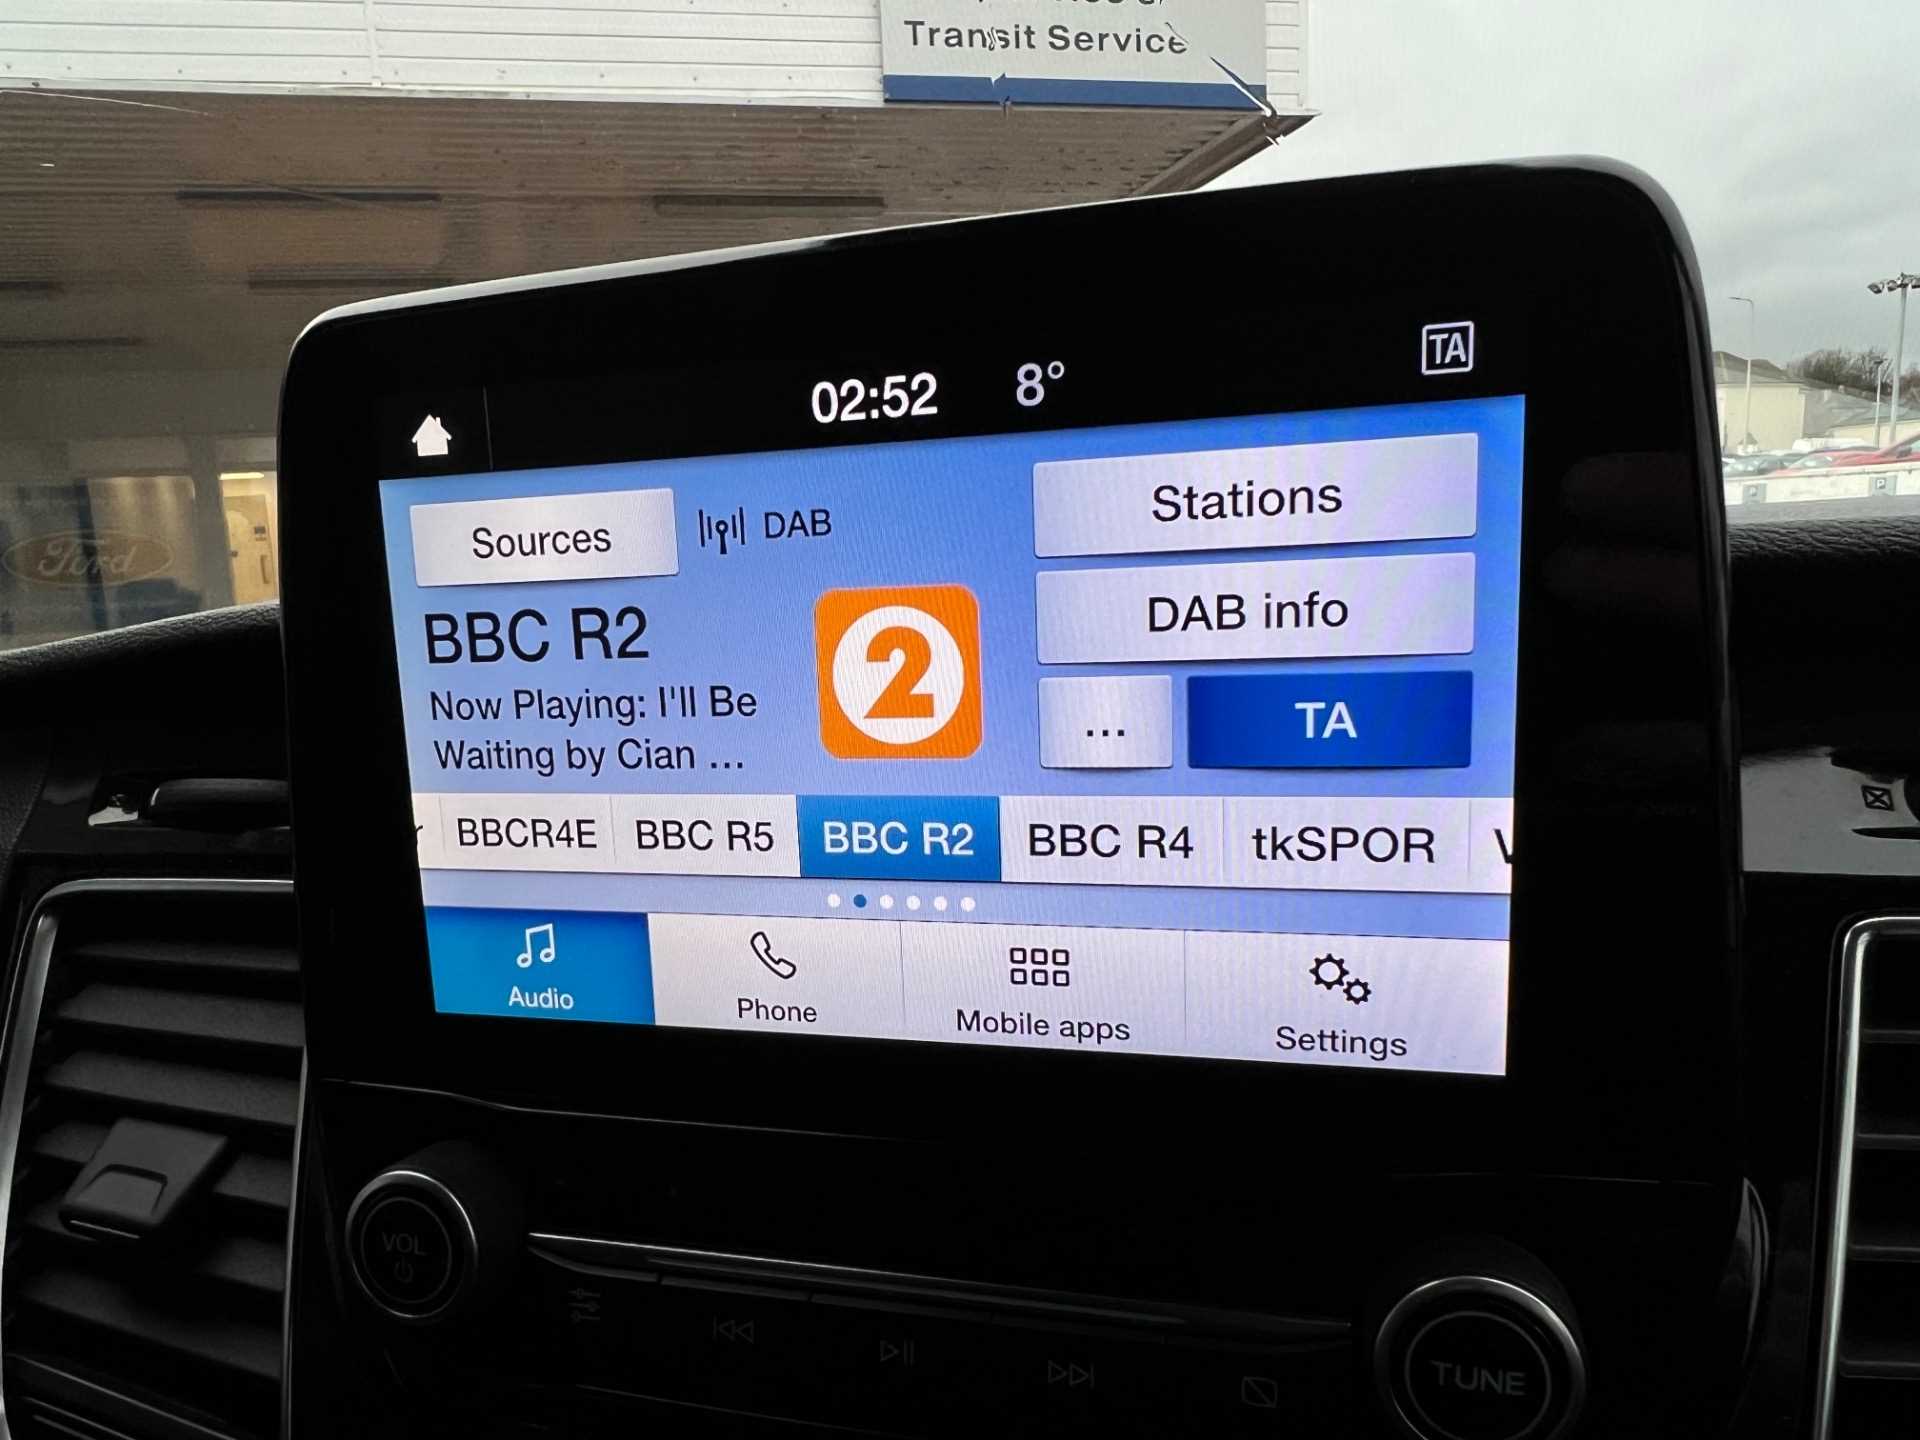 Transit Service
Ford
02:52 8° TA
Sources DAB Stations
DAB info
BBC R2
2
Now Playing: I'll Be
Waiting by Cian ...
... TA
BBCR4E BBC R5 BBC R2 BBC R4 tkSPOR
Audio Phone Mobile apps Settings
VOL
TUNE